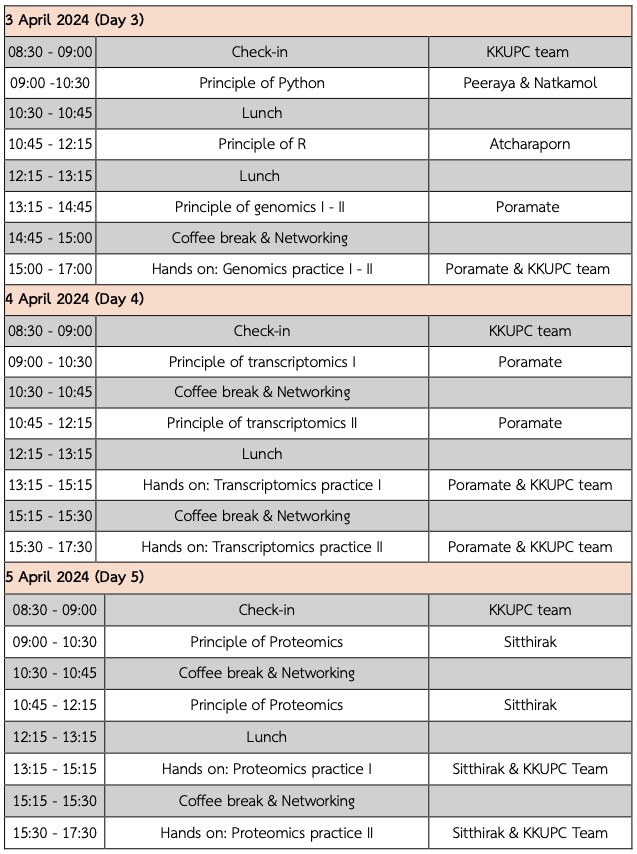 3 April 2024 (Day 3)
08:30 - 09:00 Check-in KKUPC team
09:00 -10:30 Principle of Python Peeraya & Natkamol
10:30 - 10:45 Lunch
10:45 - 12:15 Principle of R Atcharaporn
12:15 - 13:15 Lunch
13:15 - 14:45 Principle of genomics I - II Poramate
14:45 - 15:00 Coffee break & Networking
15:00 - 17:00 Hands on: Genomics practice I - II Poramate & KKUPC team
4 April 2024 (Day 4)
08:30 - 09:00 Check-in KKUPC team
09:00 - 10:30 Principle of transcriptomics I Poramate
10:30 - 10:45 Coffee break & Networking
10:45 - 12:15 Principle of transcriptomics II Poramate
12:15 - 13:15 Lunch
13:15 - 15:15 Hands on: Transcriptomics practice I Poramate & KKUPC team
15:15 - 15:30 Coffee break & Networking
15:30 - 17:30 Hands on: Transcriptomics practice II Poramate & KKUPC team
5 April 2024 (Day 5)
08:30 - 09:00 Check-in KKUPC team
09:00 - 10:30 Principle of Proteomics Sitthirak
10:30 - 10:45 Coffee break & Networking
10:45 - 12:15 Principle of Proteomics Sitthirak
12:15 - 13:15 Lunch
13:15 - 15:15 Hands on: Proteomics practice I Sitthirak & KKUPC Team
15:15 - 15:30 Coffee break & Networking
15:30 - 17:30 Hands on: Proteomics practice II Sitthirak & KKUPC Team